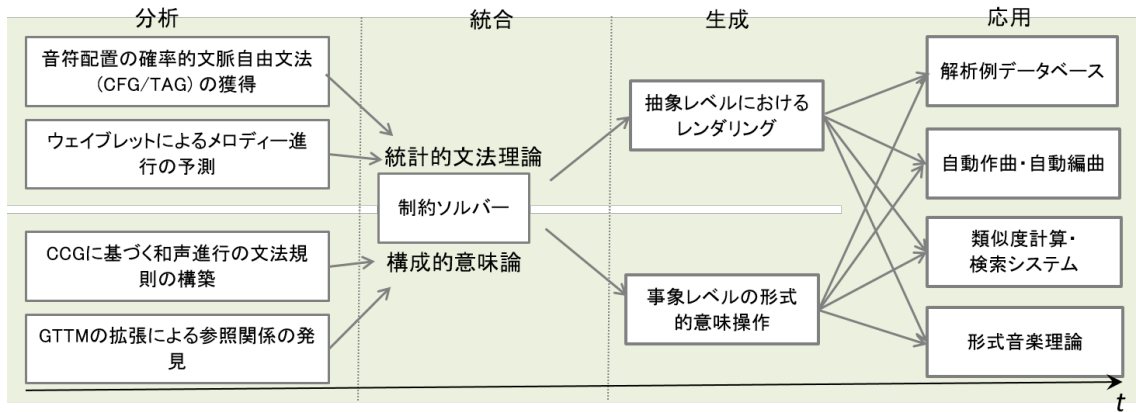 分析
統合
生成
応用
音符配置の確率的文脈自由文法
(CFG/TAG) の獲得
ウェイブレットによるメロディー進
行の予測
CCGに基づく和声進行の文法規
則の構築
GTTMの拡張による参照関係の発
見
統計的文法理論
制約ソルバー
構成的意味論
抽象レベルにおける
レンダリング
事象レベルの形式
的意味操作
解析例データベース
自動作曲・自動編曲
類似度計算・
検索システム
形式音楽理論
t